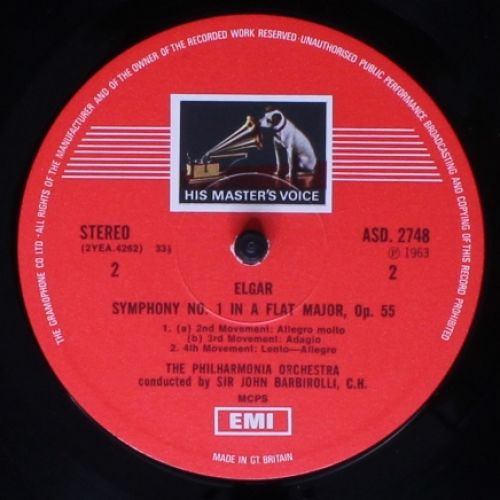 THE GRAMOPHONE CO LTD · ALL RIGHTS OF THE MANUFACTURER AND OF THE OWNER OF THE RECORDED WORK RESERVED · UNAUTHORISED PUBLIC PERFORMANCE BROADCASTING AND COPYING OF THIS RECORD PROHIBITED
HIS MASTER'S VOICE
STEREO
(2YEA.4262) 33⅓
2
ASD. 2748
Ⓟ 1963
2
ELGAR
SYMPHONY NO. 1 IN A FLAT MAJOR, Op. 55
1. (a) 2nd Movement: Allegro molto
(b) 3rd Movement: Adagio
2. 4th Movement: Lento—Allegro
THE PHILHARMONIA ORCHESTRA
conducted by SIR JOHN BARBIROLLI, C.H.
MCPS
EMI
MADE IN GT. BRITAIN